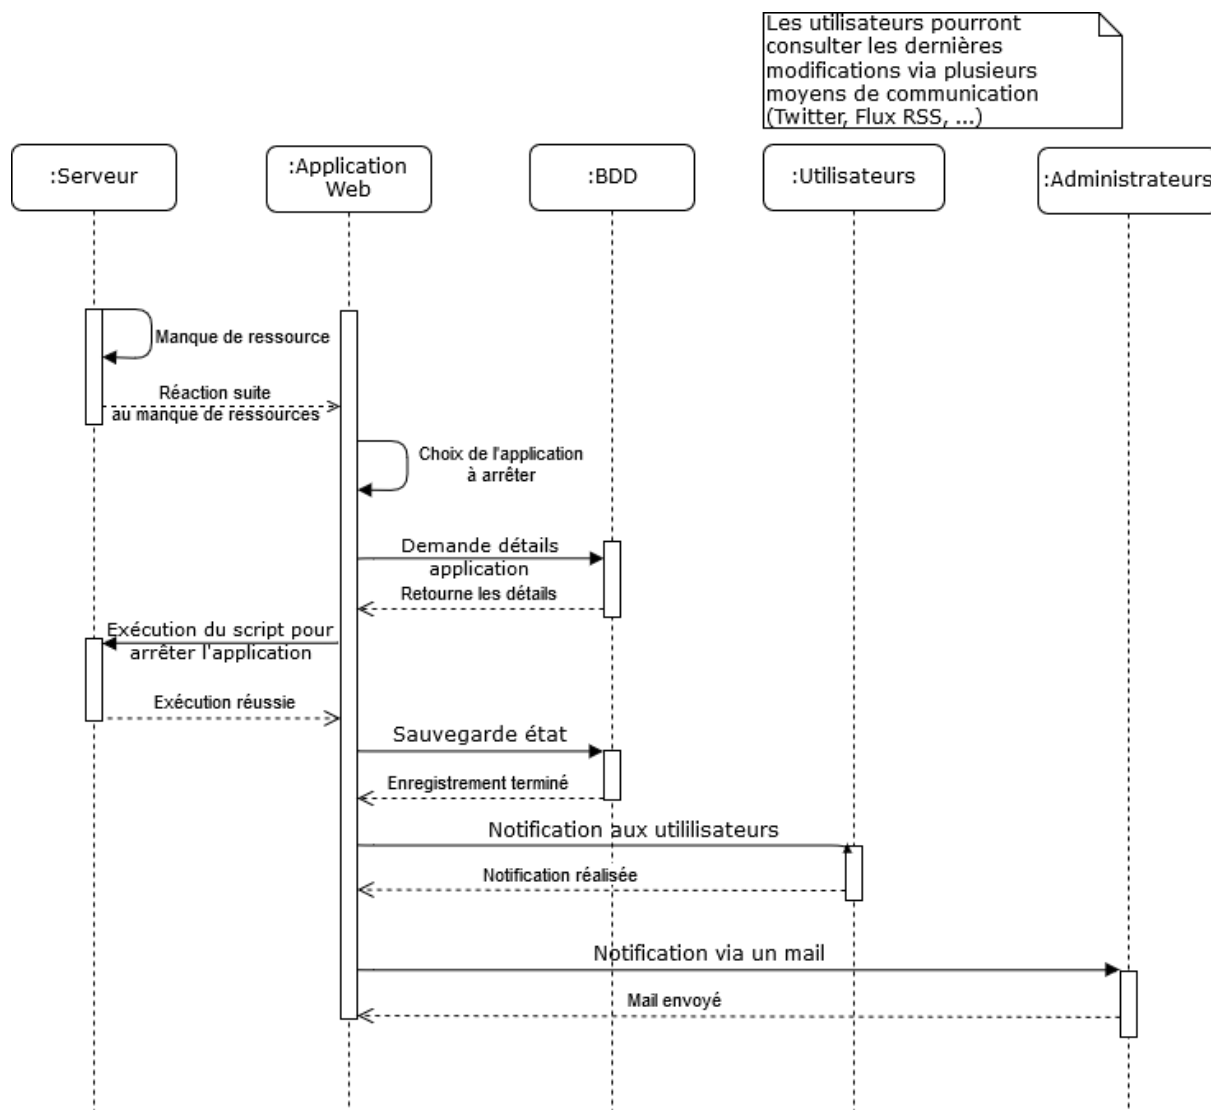 Les utilisateurs pourront
consulter les dernières
modifications via plusieurs
moyens de communication
(Twitter, Flux RSS, ...)
:Serveur
:Application
Web
:BDD
:Utilisateurs
:Administrateurs
Manque de ressource
Réaction suite
au manque de ressources
Choix de l'application
à arrêter
Demande détails
application
Retourne les détails
Exécution du script pour
arrêter l'application
Exécution réussie
Sauvegarde état
Enregistrement terminé
Notification aux utililisateurs
Notification réalisée
Notification via un mail
Mail envoyé